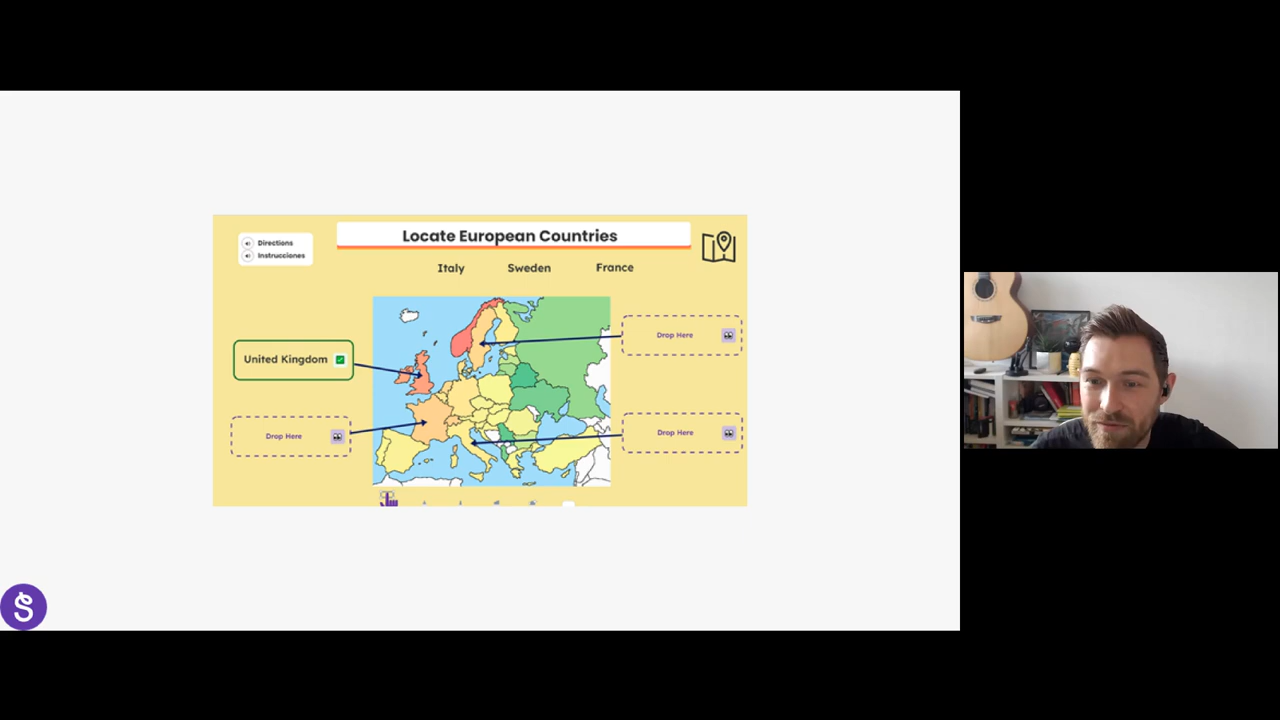 Locate European Countries
Directions
Instrucciones
Italy Sweden France
Drop Here
United Kingdom
Drop Here
Drop Here
S